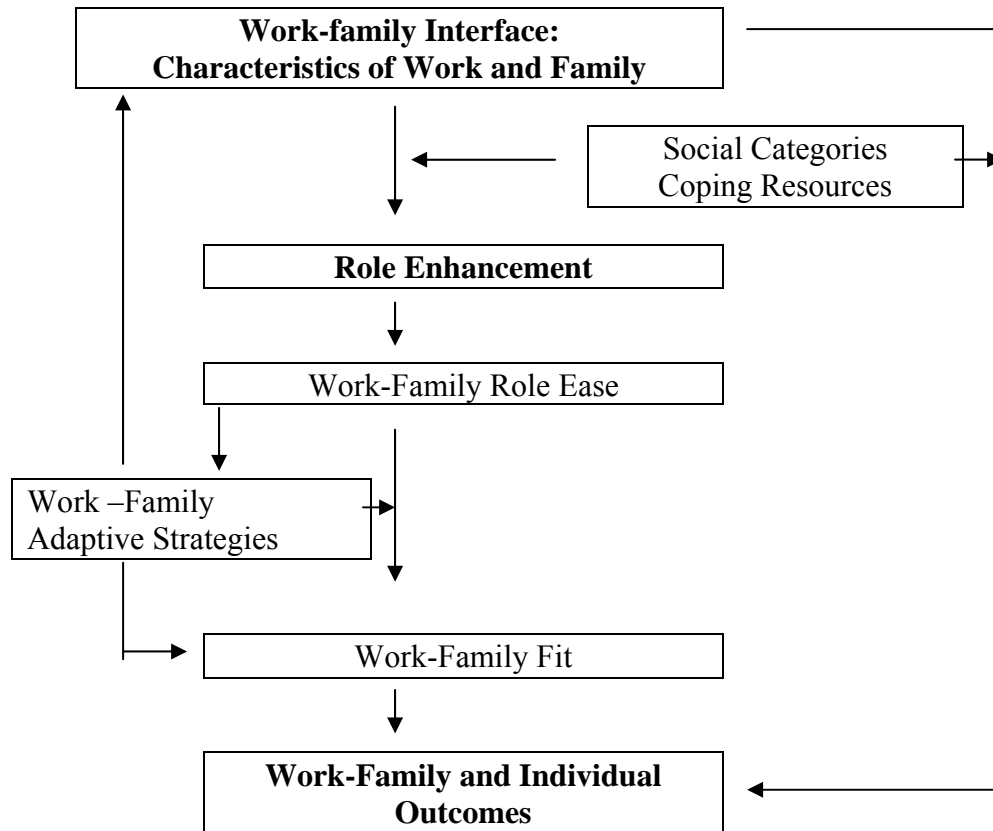 Work-family Interface:
Characteristics of Work and Family
Social Categories
Coping Resources
Role Enhancement
Work-Family Role Ease
Work –Family
Adaptive Strategies
Work-Family Fit
Work-Family and Individual
Outcomes